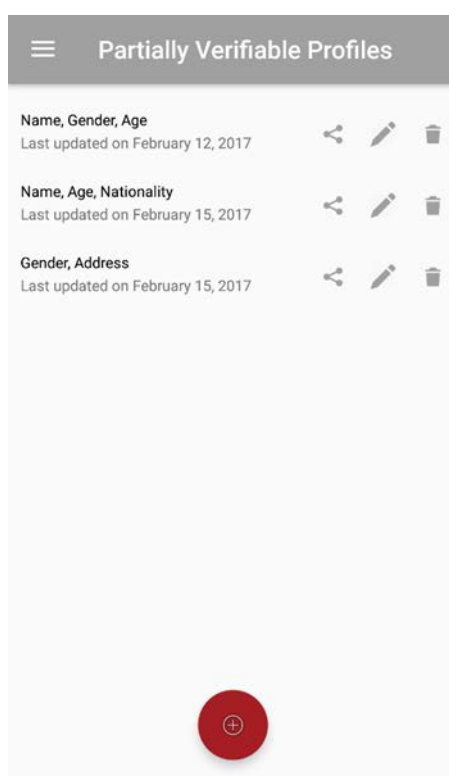 Partially Verifiable Profiles
Name, Gender, Age
Last updated on February 12, 2017
Name, Age, Nationality
Last updated on February 15, 2017
Gender, Address
Last updated on February 15, 2017